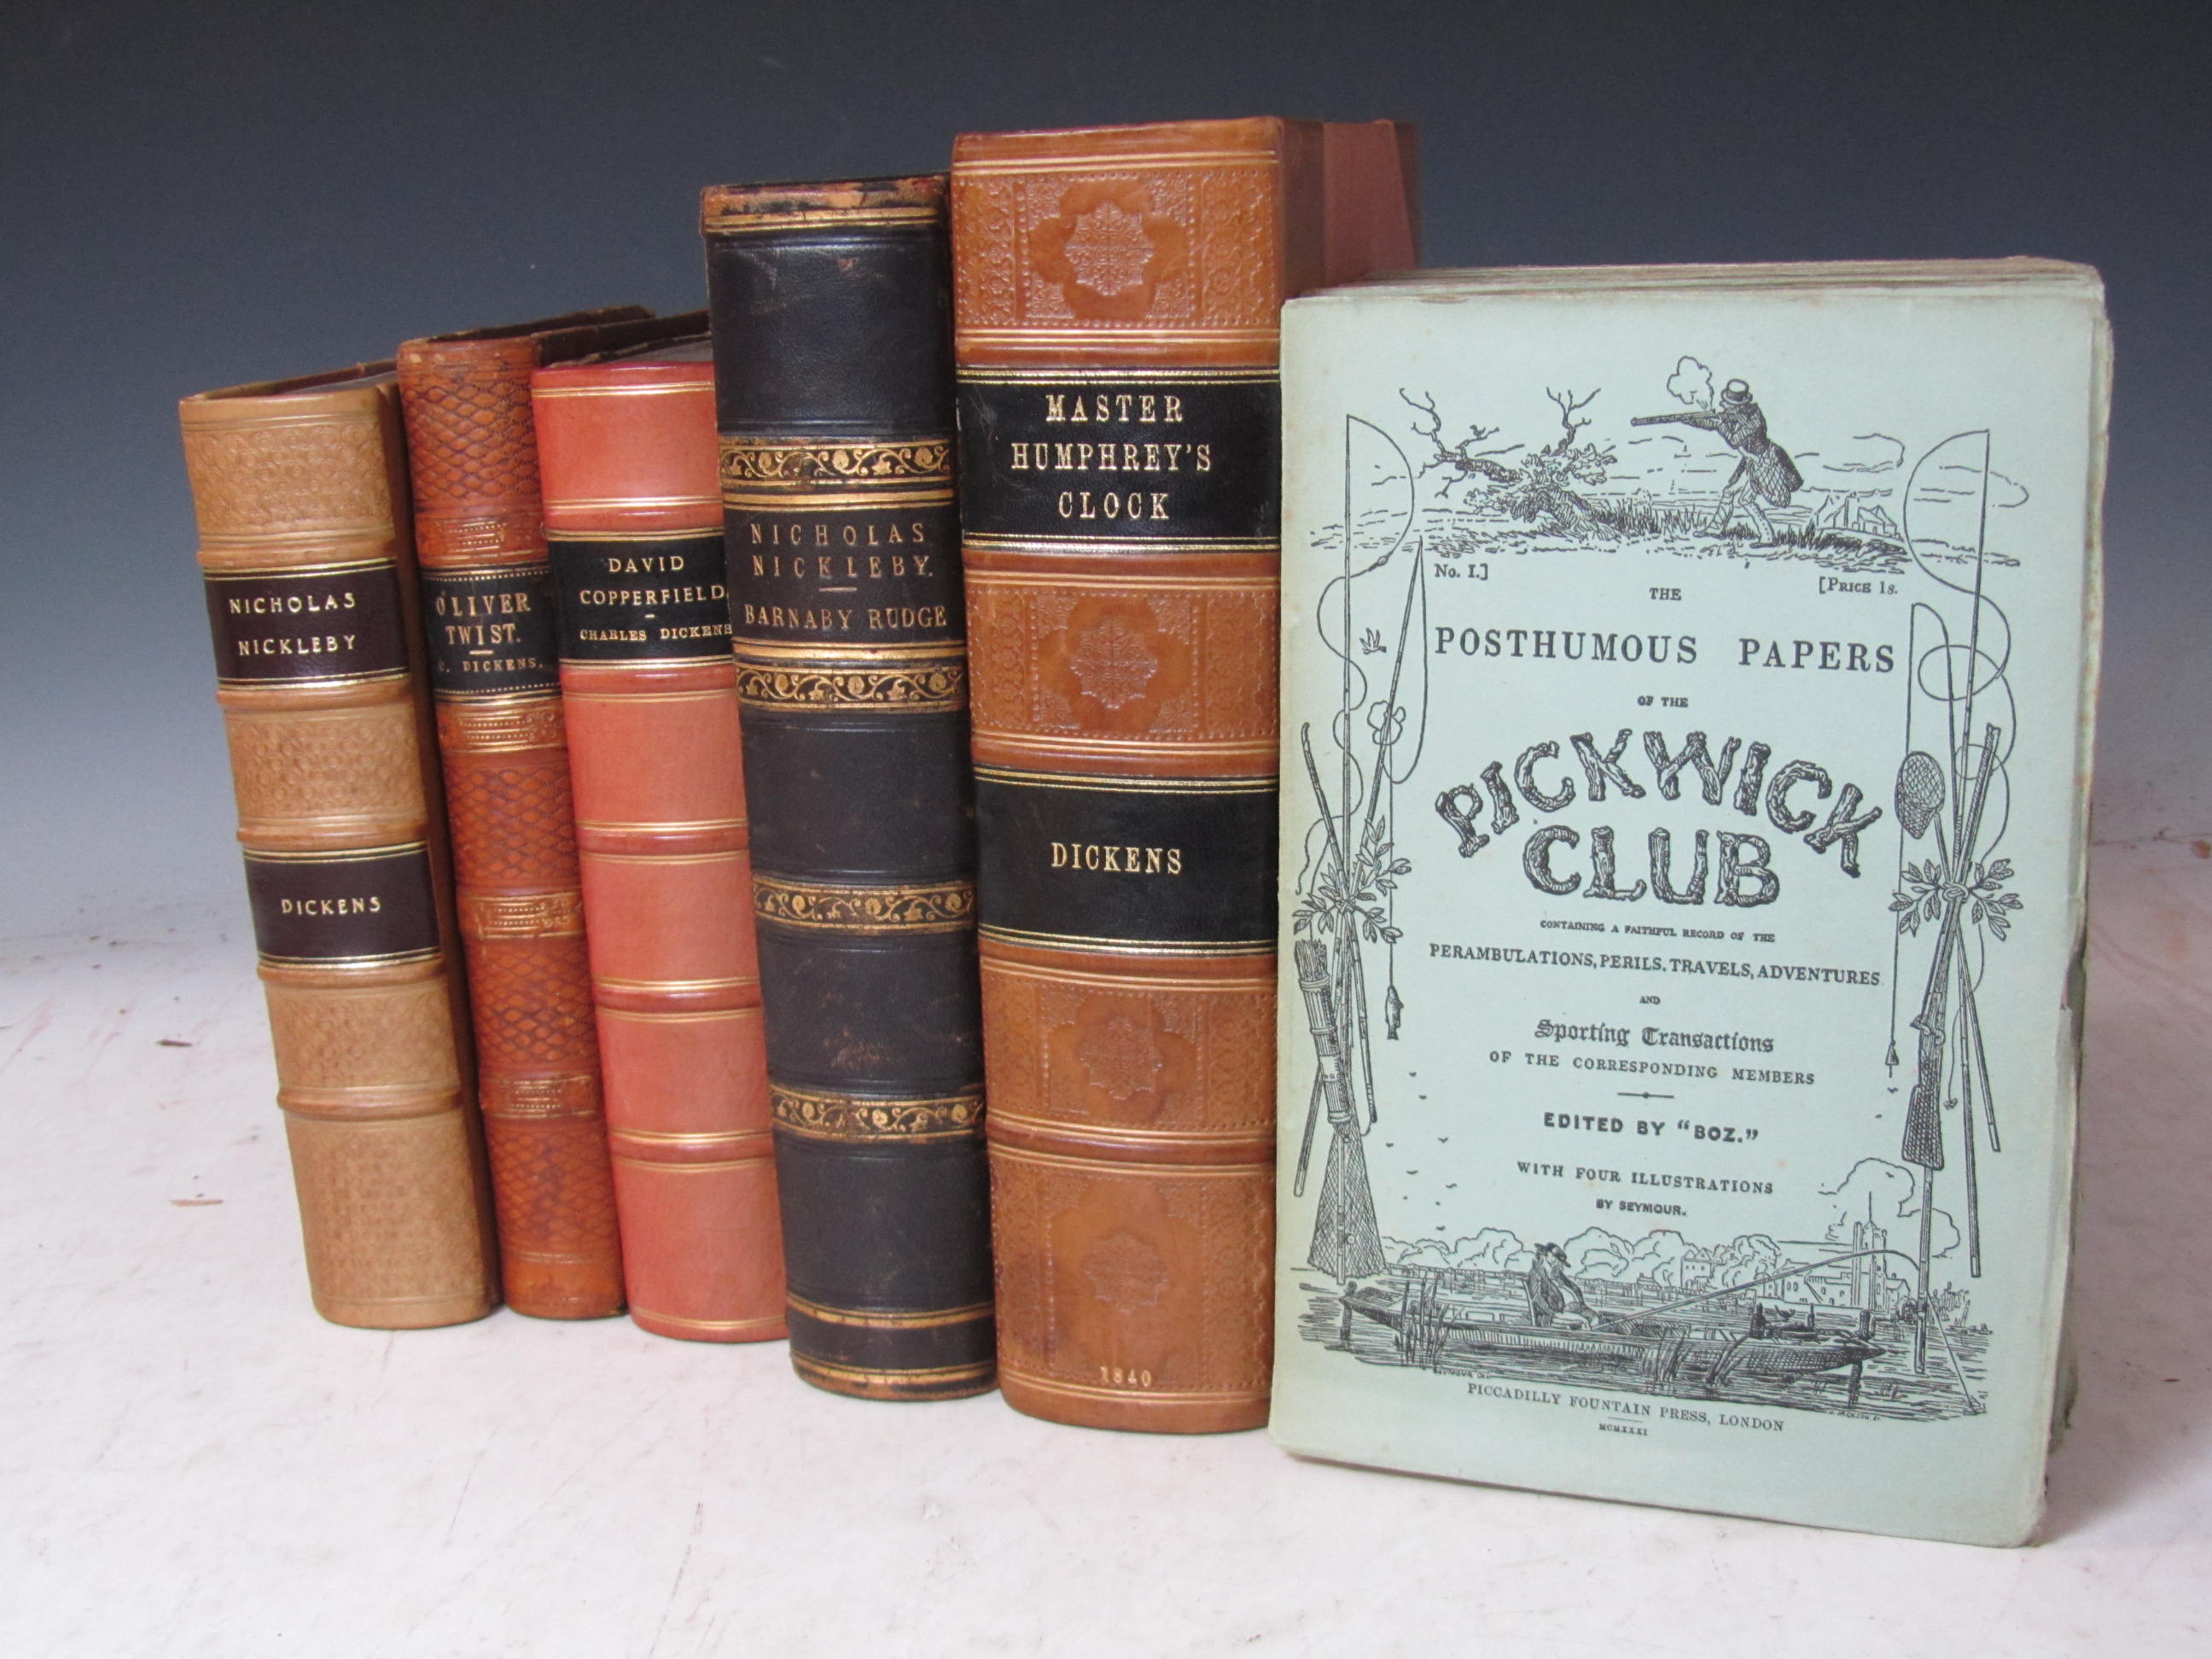 NICHOLAS
NICKLEBY
DICKENS
OLIVER
TWIST.
C. DICKENS.
DAVID
COPPERFIELD
CHARLES DICKENS
NICHOLAS
NICKLEBY.
BARNABY RUDGE
MASTER
HUMPHREY'S
CLOCK
DICKENS
1840
No. I.]
[PRICE 1s.
THE
POSTHUMOUS PAPERS
OF THE
PICKWICK
CLUB
CONTAINING A FAITHFUL RECORD OF THE
PERAMBULATIONS, PERILS, TRAVELS, ADVENTURES
AND
Sporting Transactions
OF THE CORRESPONDING MEMBERS
EDITED BY "BOZ."
WITH FOUR ILLUSTRATIONS
BY SEYMOUR.
PICCADILLY FOUNTAIN PRESS, LONDON
MCMXXXI